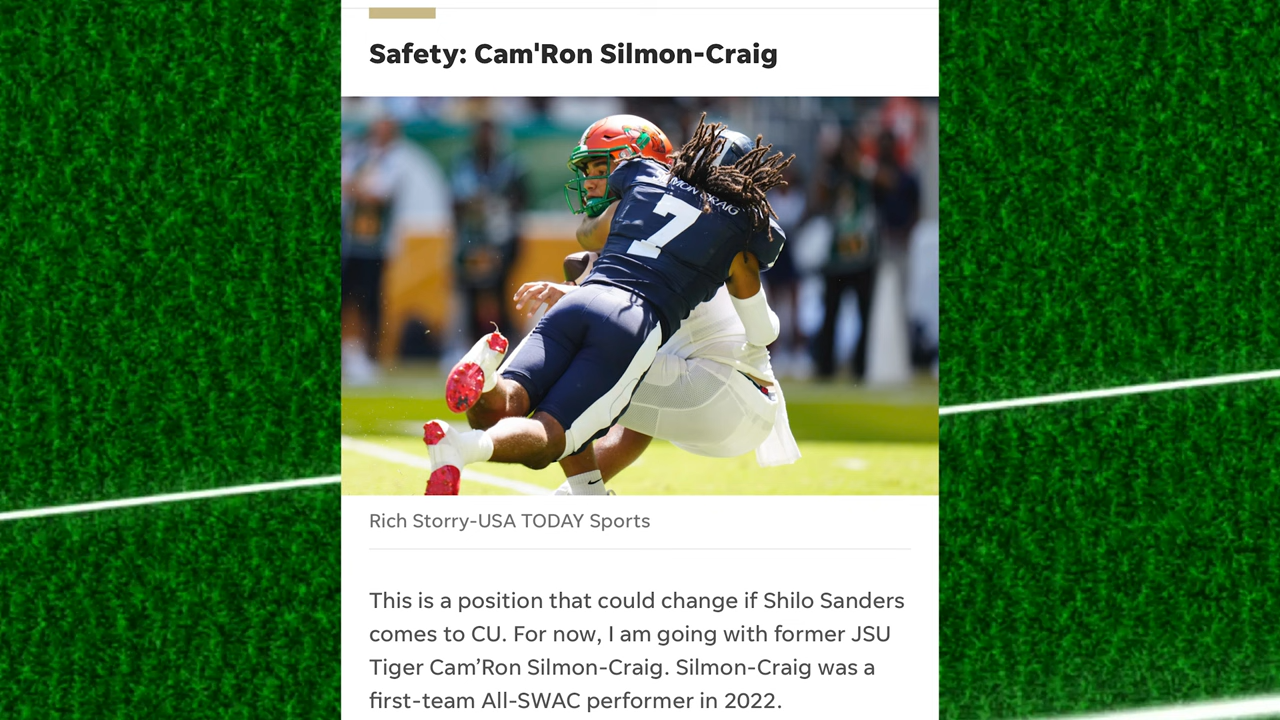 Safety: Cam'Ron Silmon-Craig
7
Rich Storry-USA TODAY Sports
This is a position that could change if Shilo Sanders
comes to CU. For now, I am going with former JSU
Tiger Cam’Ron Silmon-Craig. Silmon-Craig was a
first-team All-SWAC performer in 2022.